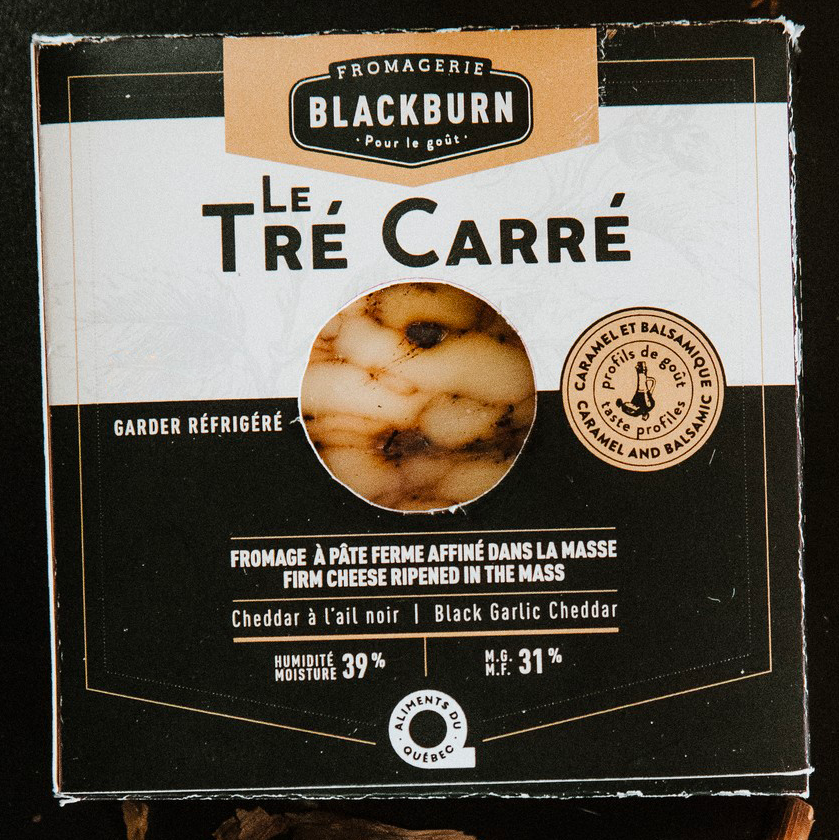 FROMAGERIE
BLACKBURN
· Pour le goût ·
LE
TRÉ CARRÉ
CARAMEL ET BALSAMIQUE
profils de goût
taste profiles
CARAMEL AND BALSAMIC
GARDER RÉFRIGÉRÉ
FROMAGE À PÂTE FERME AFFINÉ DANS LA MASSE
FIRM CHEESE RIPENED IN THE MASS
Cheddar à l'ail noir | Black Garlic Cheddar
HUMIDITÉ
MOISTURE 39%
M.G.
M.F. 31%
ALIMENTS DU
· QUÉBEC ·